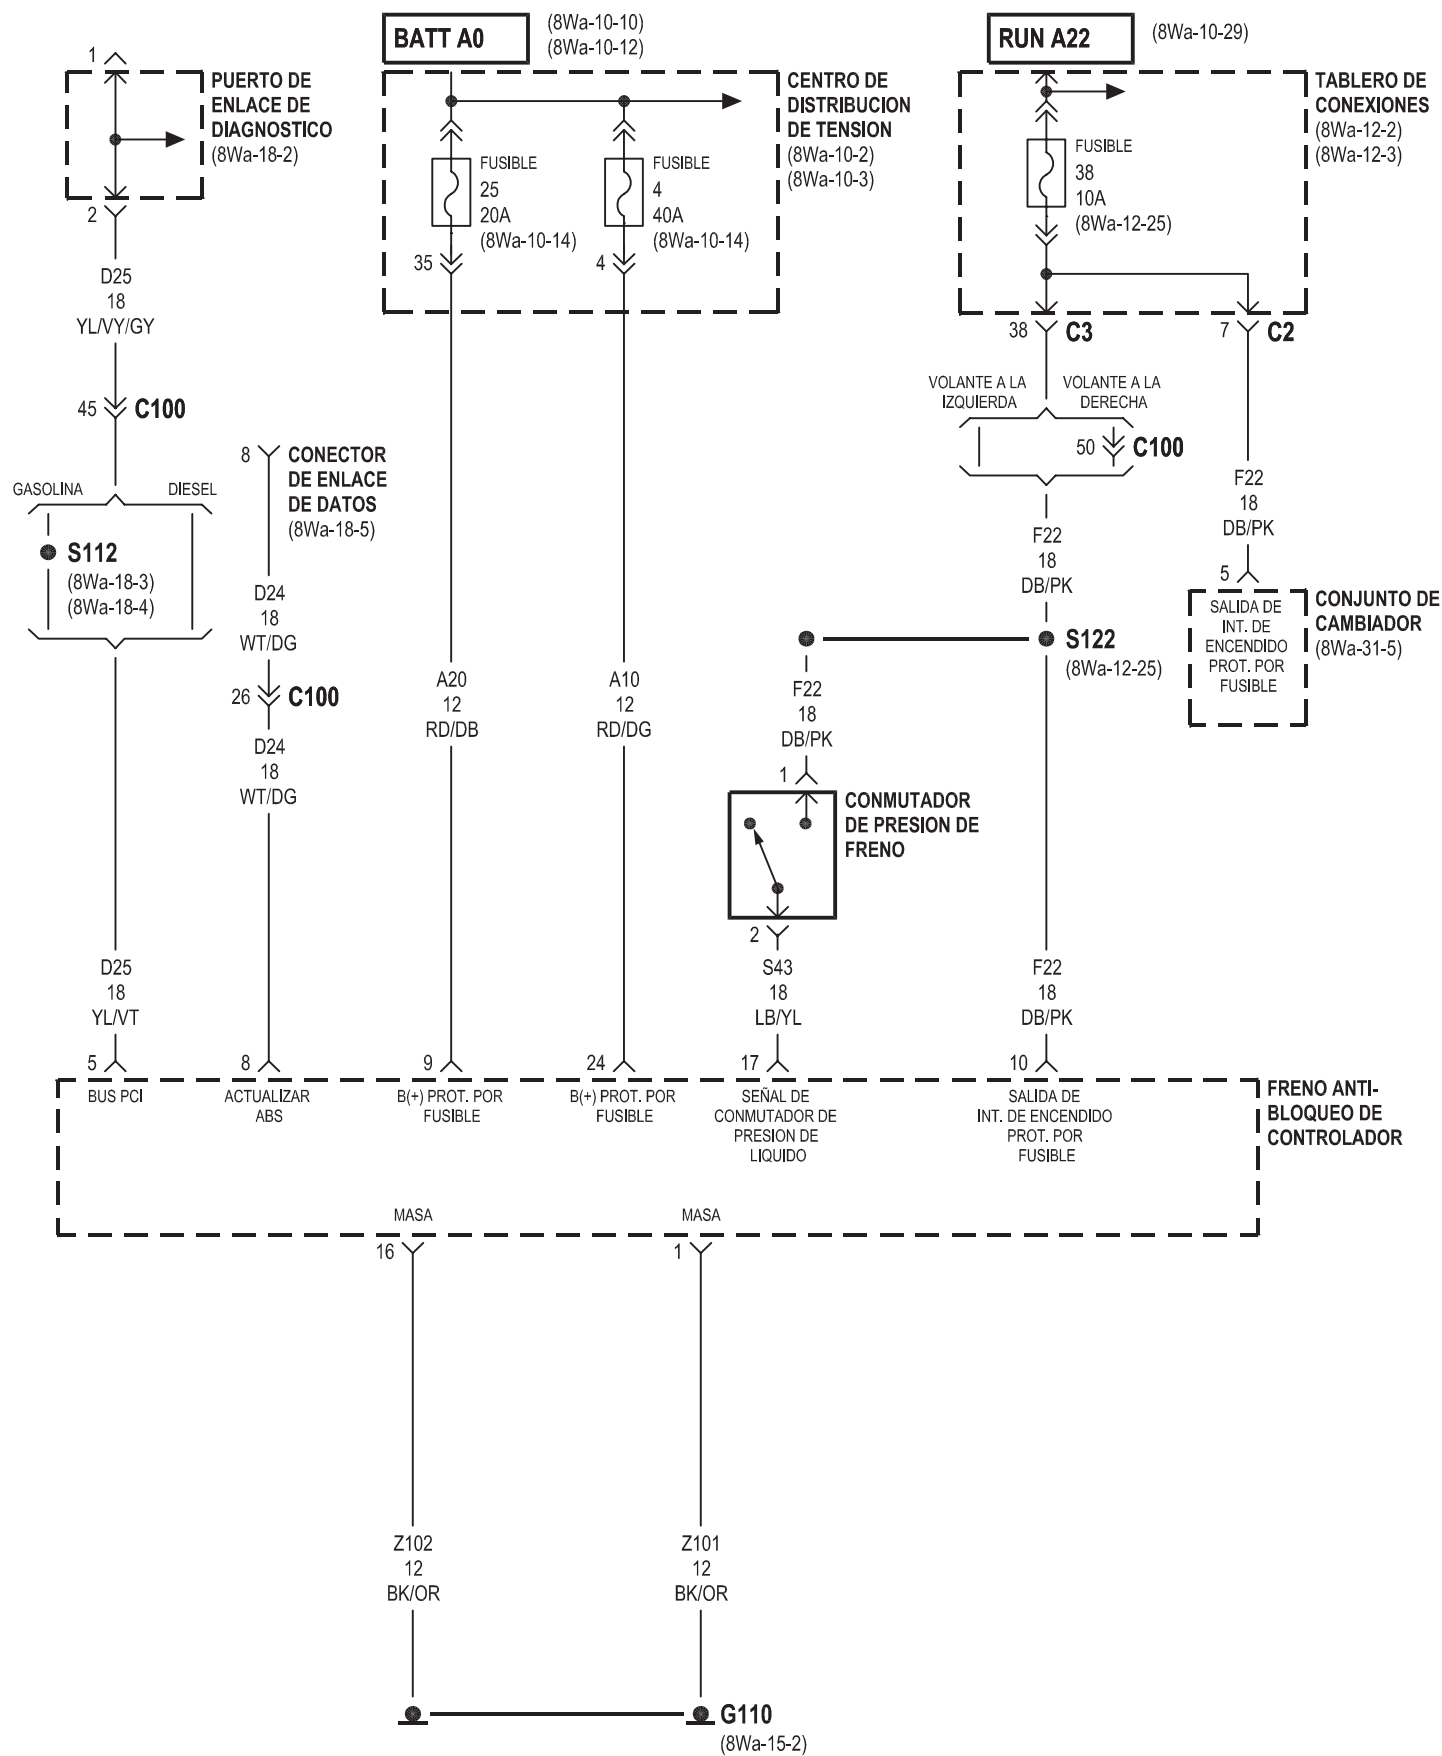 BATT A0
(8Wa-10-10)
(8Wa-10-12)
RUN A22
(8Wa-10-29)
1
PUERTO DE
ENLACE DE
DIAGNOSTICO
(8Wa-18-2)
2
CENTRO DE
DISTRIBUCION
DE TENSION
(8Wa-10-2)
(8Wa-10-3)
FUSIBLE
25
20A
(8Wa-10-14)
35
FUSIBLE
4
40A
(8Wa-10-14)
4
TABLERO DE
CONEXIONES
(8Wa-12-2)
(8Wa-12-3)
FUSIBLE
38
10A
(8Wa-12-25)
38
C3
7
C2
D25
18
YL/VY/GY
45
C100
GASOLINA
DIESEL
S112
(8Wa-18-3)
(8Wa-18-4)
8
CONECTOR
DE ENLACE
DE DATOS
(8Wa-18-5)
D24
18
WT/DG
26
C100
D24
18
WT/DG
A20
12
RD/DB
A10
12
RD/DG
VOLANTE A LA
IZQUIERDA
VOLANTE A LA
DERECHA
50
C100
F22
18
DB/PK
F22
18
DB/PK
5
SALIDA DE
INT. DE
ENCENDIDO
PROT. POR
FUSIBLE
CONJUNTO DE
CAMBIADOR
(8Wa-31-5)
S122
(8Wa-12-25)
F22
18
DB/PK
1
CONMUTADOR
DE PRESION DE
FRENO
2
D25
18
YL/VT
S43
18
LB/YL
F22
18
DB/PK
5
8
9
24
17
10
BUS PCI
ACTUALIZAR
ABS
B(+) PROT. POR
FUSIBLE
B(+) PROT. POR
FUSIBLE
SEÑAL DE
CONMUTADOR DE
PRESION DE
LIQUIDO
SALIDA DE
INT. DE ENCENDIDO
PROT. POR
FUSIBLE
FRENO ANTI-
BLOQUEO DE
CONTROLADOR
MASA
MASA
16
1
Z102
12
BK/OR
Z101
12
BK/OR
G110
(8Wa-15-2)